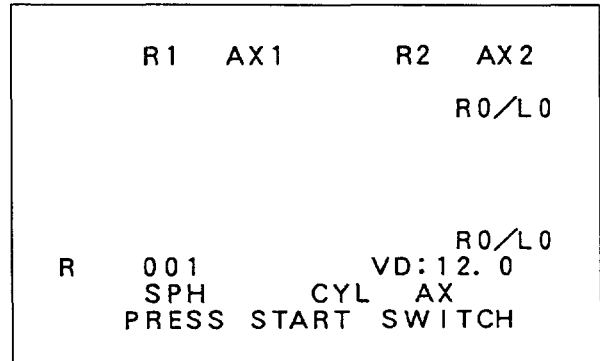 R1 AX1 R2 AX2
R0/L0
R0/L0
R 001 VD:12.0
SPH CYL AX
PRESS START SWITCH